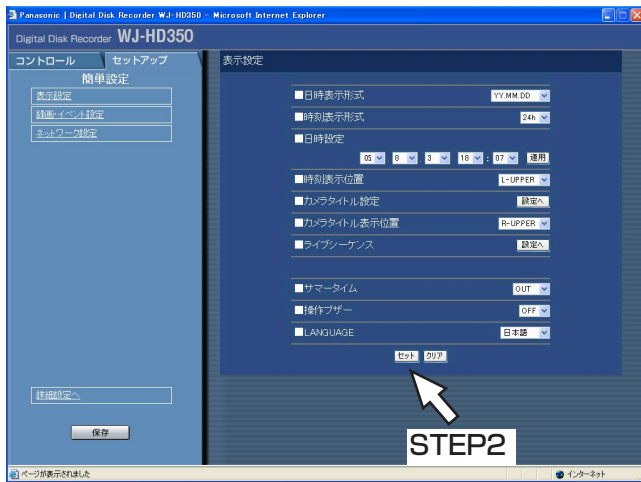 Panasonic | Digital Disk Recorder WJ-HD350 - Microsoft Internet Explorer
Digital Disk Recorder WJ-HD350
コントロール セットアップ
簡単設定
表示設定
録画・イベント設定
ネットワーク設定
詳細設定へ
保存
表示設定
■日時表示形式 YY.MM.DD
■時刻表示形式 24h
■日時設定
05 . 8 . 3 18 : 07 適用
■時刻表示位置 L-UPPER
■カメラタイトル設定 設定へ
■カメラタイトル表示位置 R-UPPER
■ライブシーケンス 設定へ
■サマータイム OUT
■操作ブザー OFF
■LANGUAGE 日本語
セット クリア
STEP2
ページが表示されました インターネット